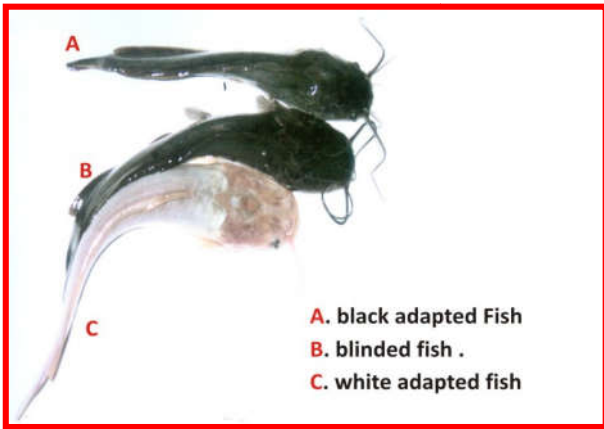 A
B
C
A. black adapted Fish
B. blinded fish .
C. white adapted fish